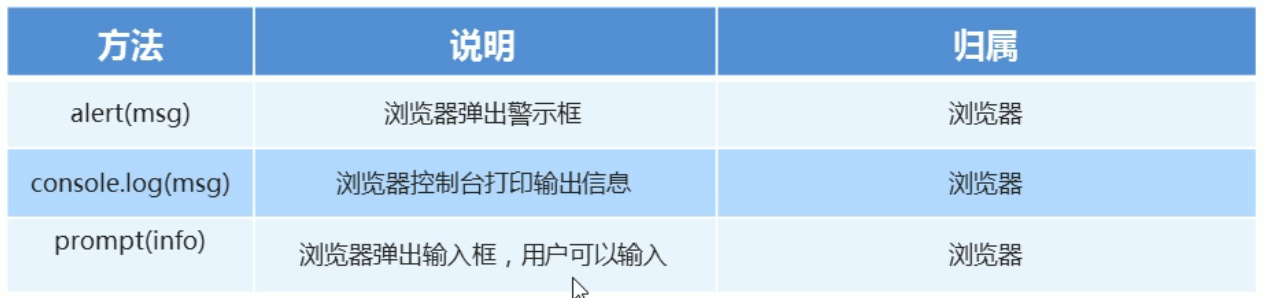 方法 说明 归属
alert(msg) 浏览器弹出警示框 浏览器
console.log(msg) 浏览器控制台打印输出信息 浏览器
prompt(info) 浏览器弹出输入框，用户可以输入 浏览器